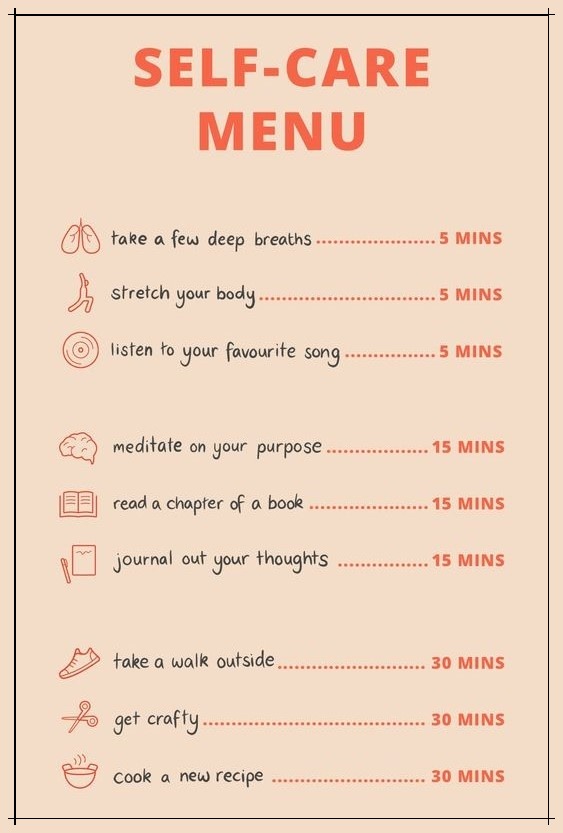 SELF-CARE
MENU
take a few deep breaths ..................... 5 MINS
stretch your body ............................... 5 MINS
listen to your favourite song ................ 5 MINS
meditate on your purpose .................. 15 MINS
read a chapter of a book ..................... 15 MINS
journal out your thoughts ................ 15 MINS
take a walk outside .......................... 30 MINS
get crafty ....................................... 30 MINS
cook a new recipe ........................... 30 MINS